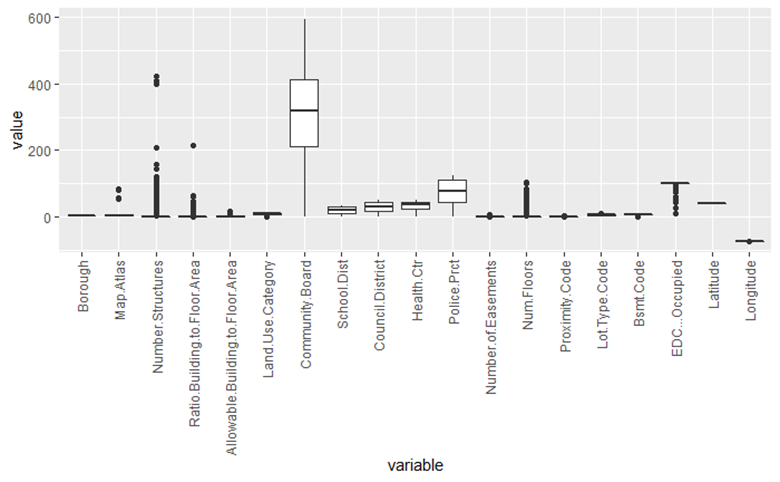 value
600
400
200
0
Borough
Map.Atlas
Number.Structures
Ratio.Building.to.Floor.Area
Allowable.Building.to.Floor.Area
Land.Use.Category
Community.Board
School.Dist
Council.District
Health.Ctr
Police.Prct
Number.of.Easements
Num.Floors
Proximity.Code
Lot.Type.Code
Bsmt.Code
EDC...Occupied
Latitude
Longitude
variable